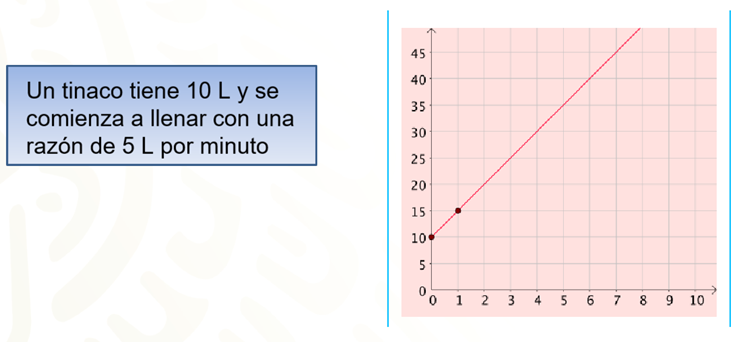 Un tinaco tiene 10 L y se
comienza a llenar con una
razón de 5 L por minuto
45
40
35
30
25
20
15
10
5
0
0 1 2 3 4 5 6 7 8 9 10